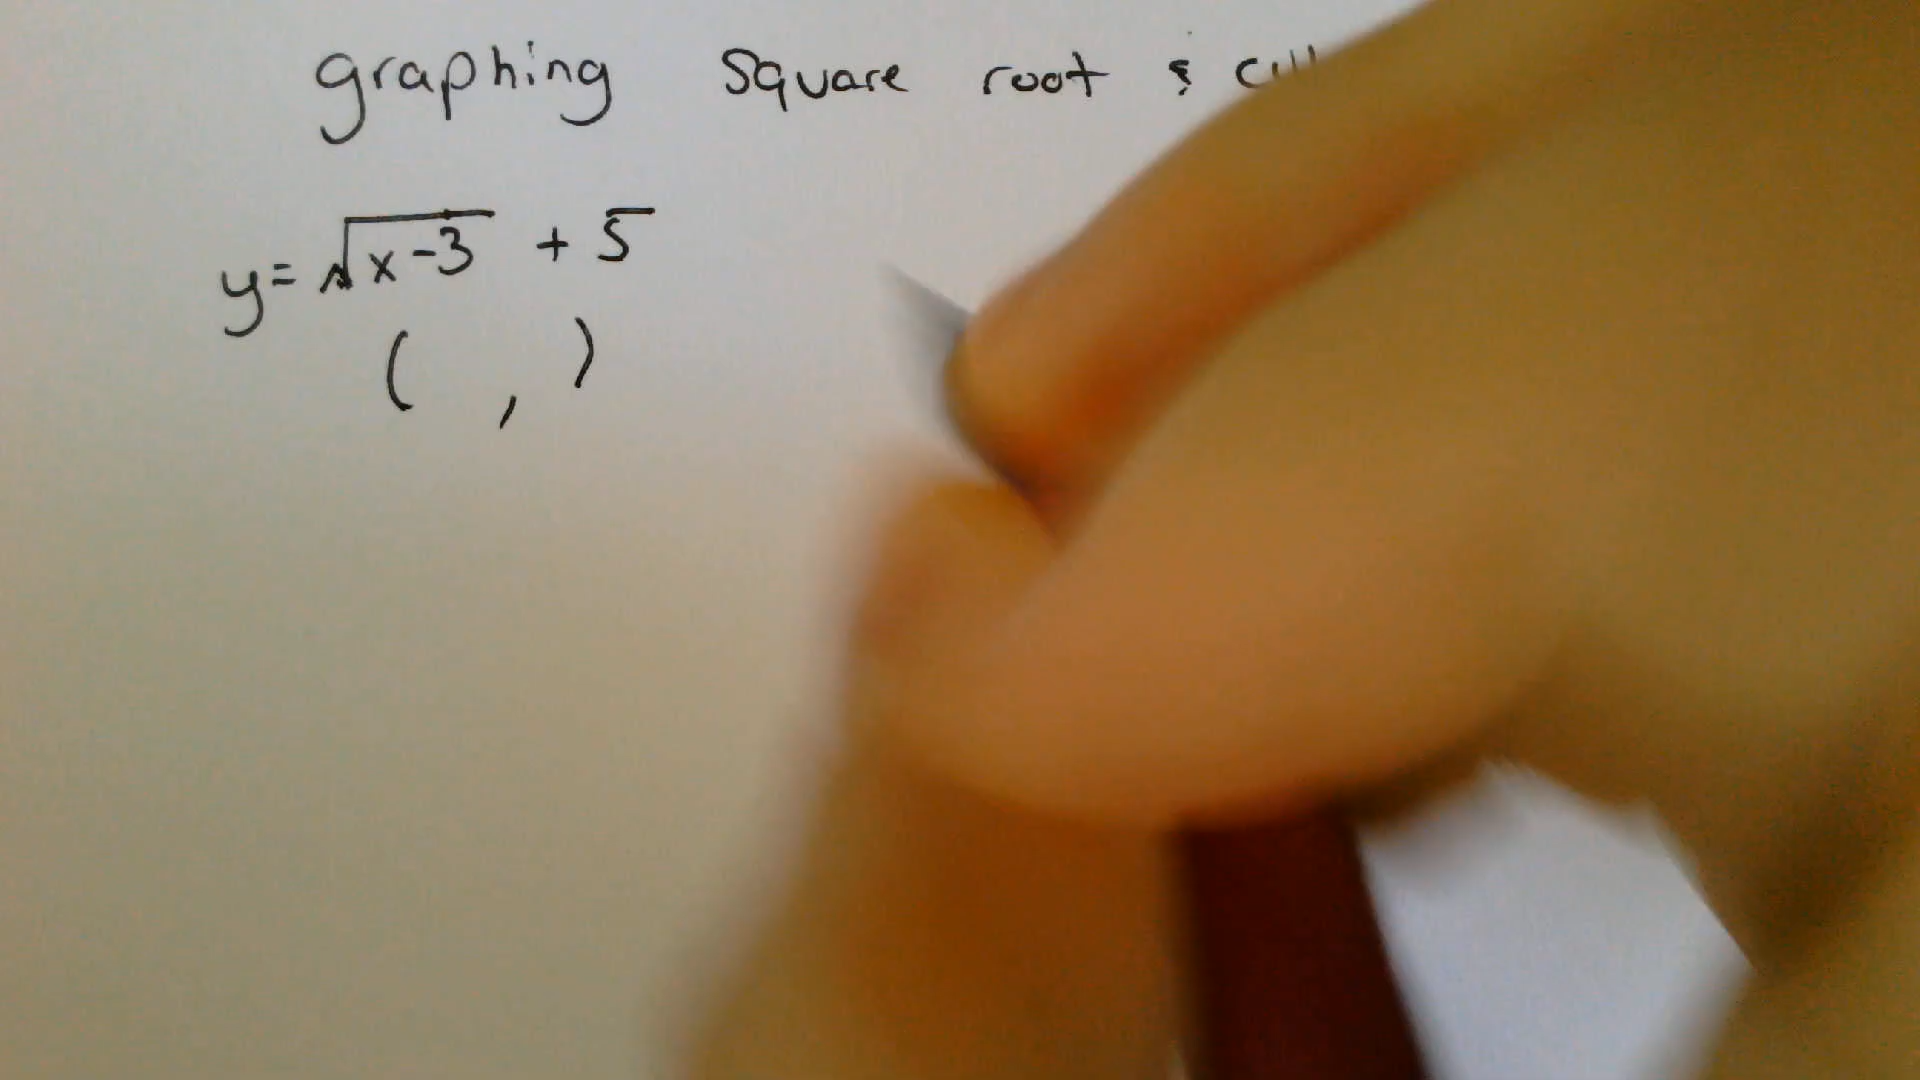 graphing square root &
y = √x-3 + 5
( , )